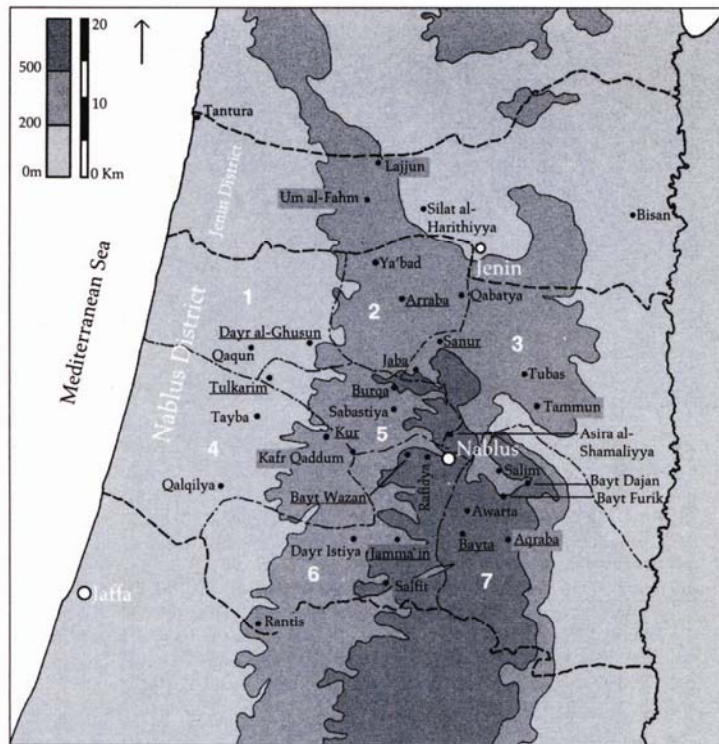 20
500
200
10
0m
0 Km
Tantura
Jenin District
Lajjun
Um al-Fahm
Silat al-
Harithiyya
Bisan
Mediterranean Sea
Jenin
Ya'bad
1
2
Arraba
Qabatya
Nablus District
Dayr al-Ghusun
Sanur
3
Qaqun
Jaba
Tulkarim
Burqa
Tubas
Sabastiya
Tammun
Tayba
5
Kur
Asira al-
Shamaliyya
4
Kafr Qaddum
Nablus
Rafidya
Salim
Qalqilya
Bayt Wazan
Bayt Dajan
Bayt Furik
Awarta
Dayr Istiya
Jamma'in
Bayta
Aqraba
6
7
Salfit
Jaffa
Rantis